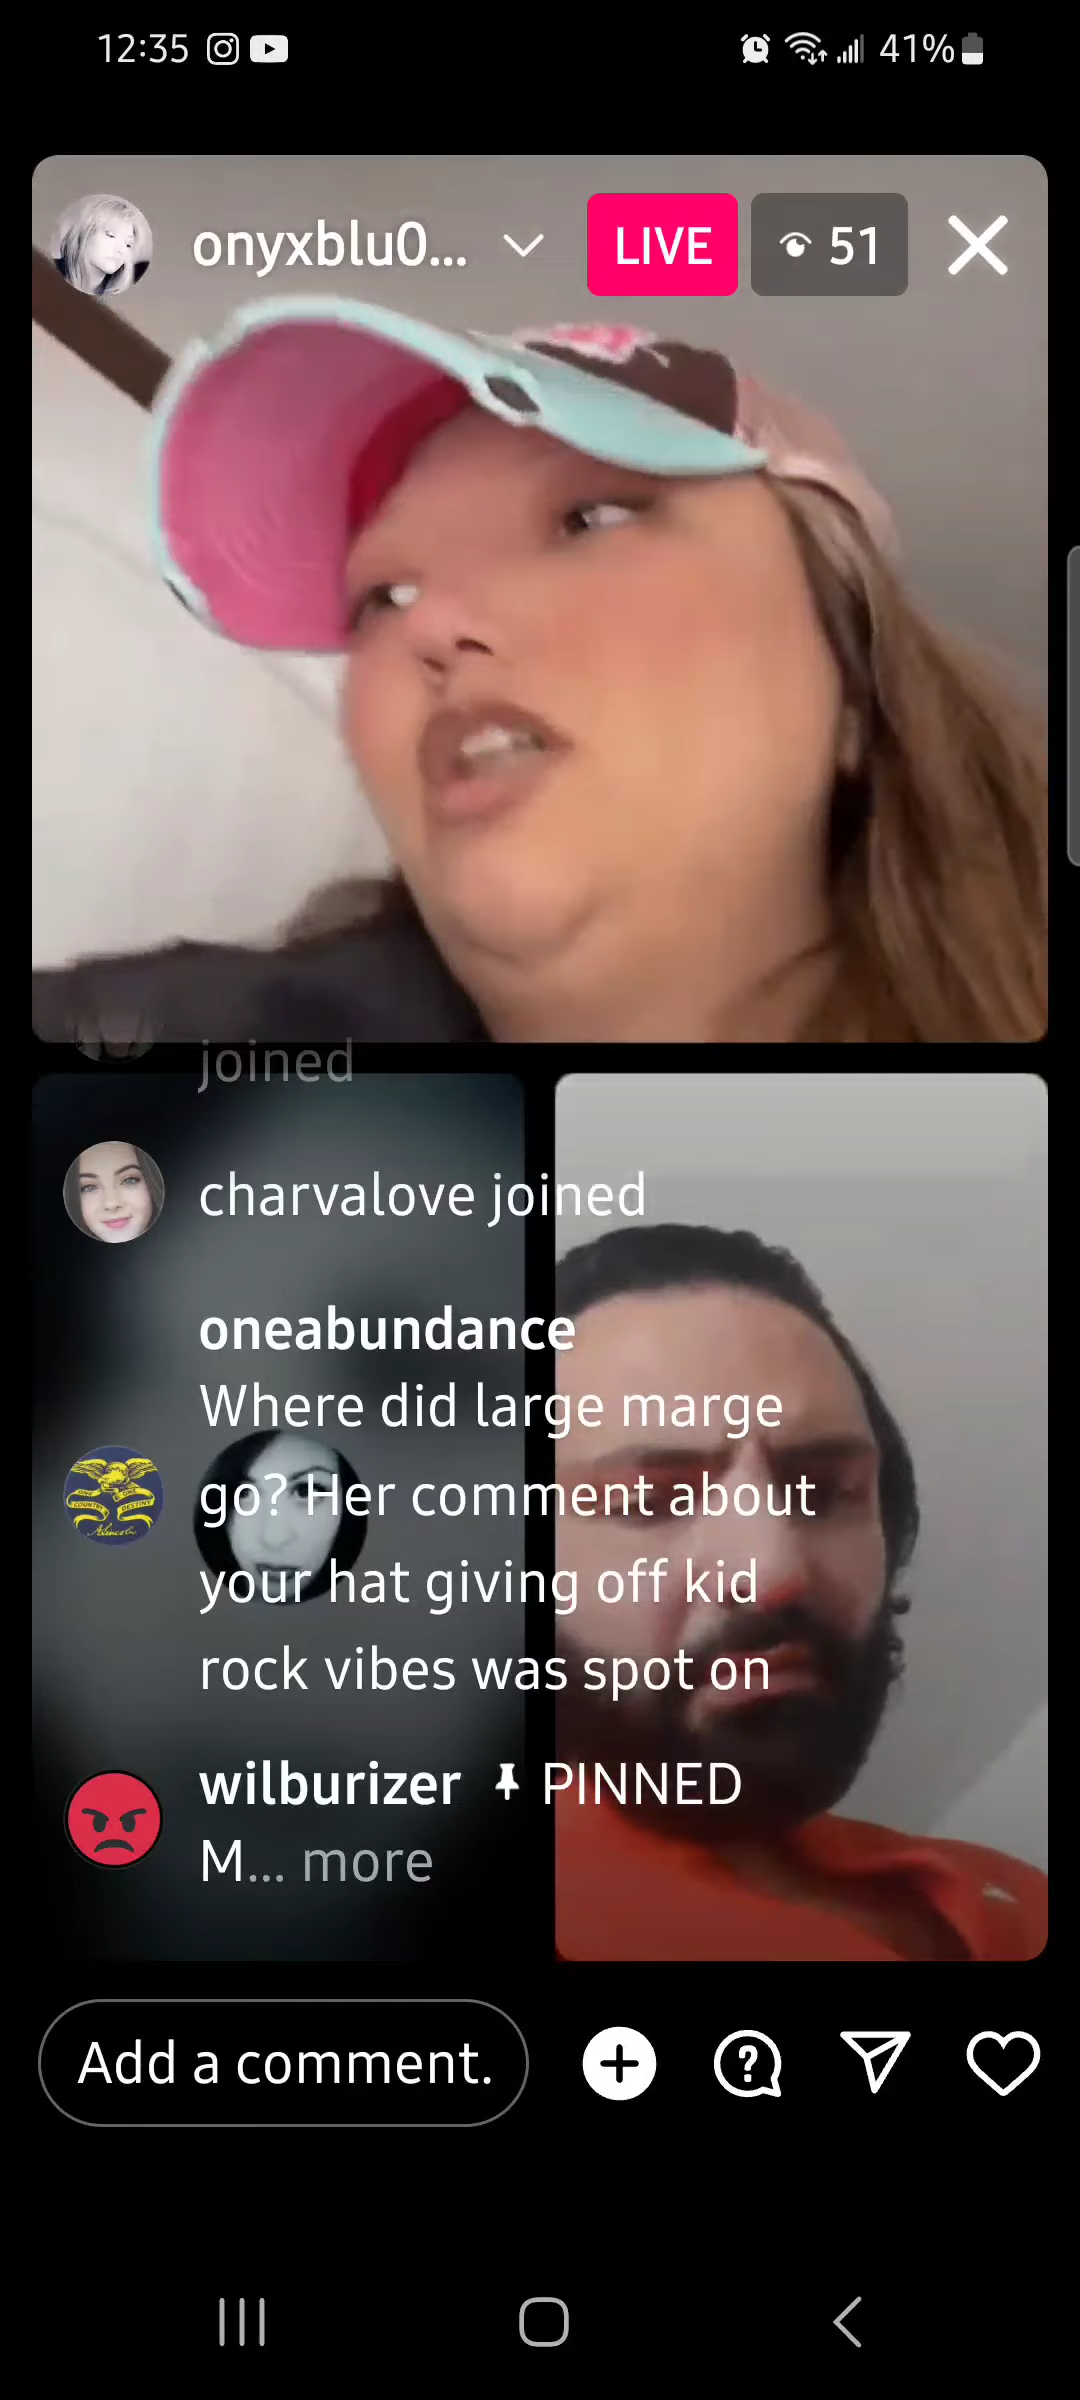 12:35
41%
onyxblu0...
LIVE
51
joined
charvalove joined
oneabundance
Where did large marge
go? Her comment about
your hat giving off kid
rock vibes was spot on
wilburizer PINNED
M... more
Add a comment.